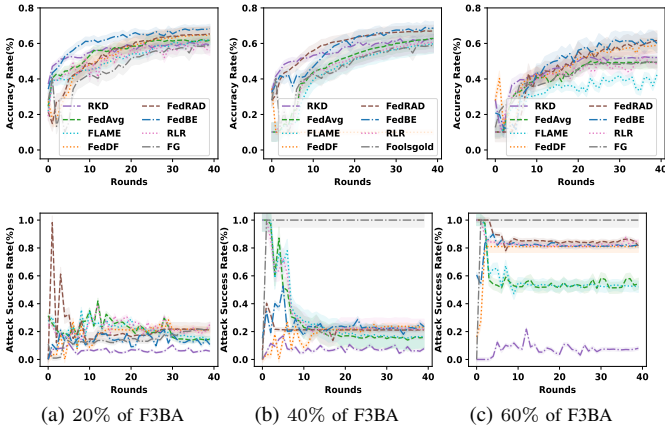 0.8
0.6
0.4
0.2
0.0
Accuracy Rate(%)
RKD FedRAD
FedAvg FedBE
FLAME RLR
FedDF FG
0 10 20 30 40
Rounds
0.8
0.6
0.4
0.2
0.0
Accuracy Rate(%)
RKD FedRAD
FedAvg FedBE
FLAME RLR
FedDF Foolsgold
0 10 20 30 40
Rounds
0.8
0.6
0.4
0.2
0.0
Accuracy Rate(%)
RKD FedRAD
FedAvg FedBE
FLAME RLR
FedDF FG
0 10 20 30 40
Rounds
1.0
0.8
0.6
0.4
0.2
0.0
Attack Success Rate(%)
0 10 20 30 40
Rounds
1.0
0.8
0.6
0.4
0.2
0.0
Attack Success Rate(%)
0 10 20 30 40
Rounds
1.0
0.8
0.6
0.4
0.2
0.0
Attack Success Rate(%)
0 10 20 30 40
Rounds
(a) 20% of F3BA (b) 40% of F3BA (c) 60% of F3BA